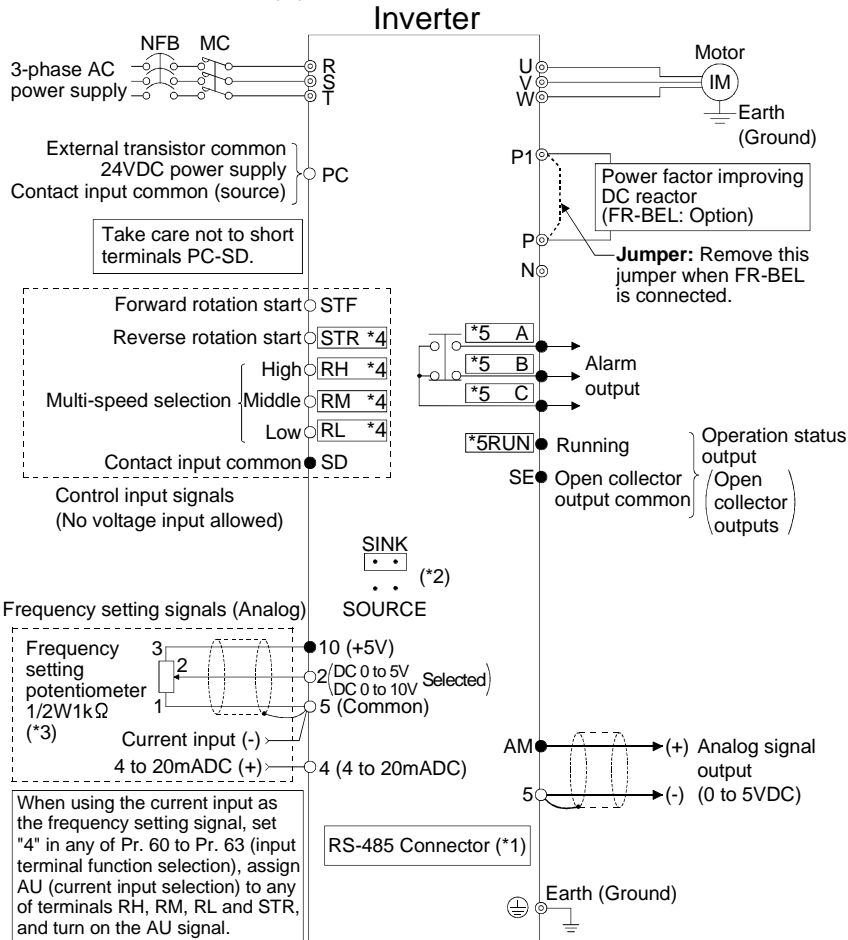 Inverter
NFB MC
3-phase AC
power supply
R
S
T
U
V
W
Motor
IM
Earth
(Ground)
External transistor common
24VDC power supply
Contact input common (source)
PC
Take care not to short
terminals PC-SD.
P1
P
N
Power factor improving
DC reactor
(FR-BEL: Option)
Jumper: Remove this
jumper when FR-BEL
is connected.
Forward rotation start STF
Reverse rotation start STR *4
Multi-speed selection
High RH *4
Middle RM *4
Low RL *4
Contact input common SD
Control input signals
(No voltage input allowed)
*5 A
*5 B
*5 C
Alarm
output
*5RUN Running
SE Open collector
output common
Operation status
output
(Open
collector
outputs)
SINK
(*2)
SOURCE
Frequency setting signals (Analog)
Frequency
setting
potentiometer
1/2W1kΩ
(*3)
3
2
1
10 (+5V)
2 (DC 0 to 5V
DC 0 to 10V Selected)
5 (Common)
Current input (-)
4 to 20mADC (+)
4 (4 to 20mADC)
AM (+) Analog signal
output
5 (-) (0 to 5VDC)
When using the current input as
the frequency setting signal, set
"4" in any of Pr. 60 to Pr. 63 (input
terminal function selection), assign
AU (current input selection) to any
of terminals RH, RM, RL and STR,
and turn on the AU signal.
RS-485 Connector (*1)
Earth (Ground)